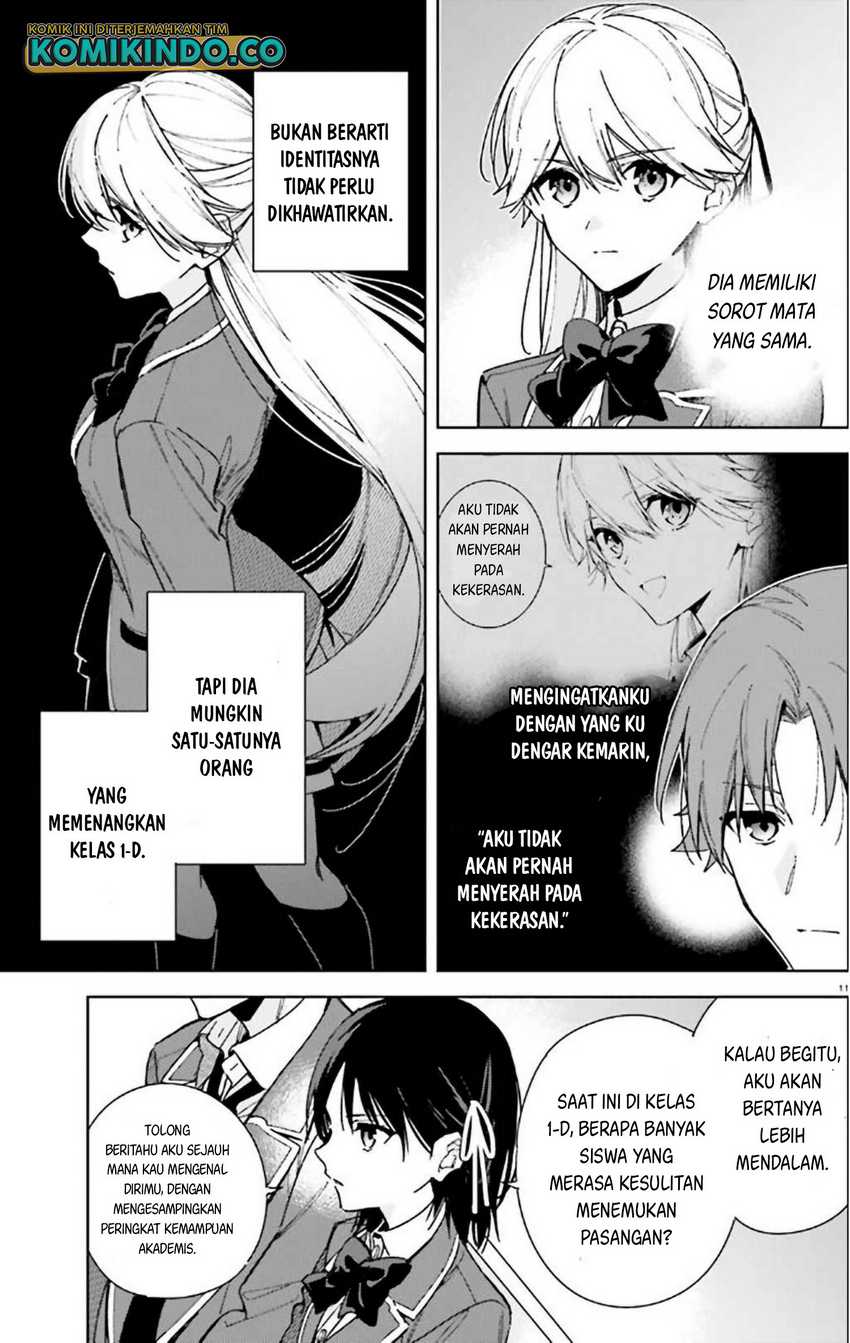 KOMIK INI DITERJEMAHKAN TIM
KOMIKINDO.CO
DIA MEMILIKI
SOROT MATA
YANG SAMA.
AKU TIDAK
AKAN PERNAH
MENYERAH
PADA
KEKERASAN.
MENGINGATKANKU
DENGAN YANG KU
DENGAR KEMARIN,
“AKU TIDAK
AKAN PERNAH
MENYERAH PADA
KEKERASAN.”
BUKAN BERARTI
IDENTITASNYA
TIDAK PERLU
DIKHAWATIRKAN.
TAPI DIA
MUNGKIN
SATU-SATUNYA
ORANG
YANG
MEMENANGKAN
KELAS 1-D.
11
KALAU BEGITU,
AKU AKAN
BERTANYA
LEBIH
MENDALAM.
SAAT INI DI KELAS
1-D, BERAPA BANYAK
SISWA YANG
MERASA KESULITAN
MENEMUKAN
PASANGAN?
TOLONG
BERITAHU AKU SEJAUH
MANA KAU MENGENAL
DIRIMU, DENGAN
MENGESAMPINGKAN
PERINGKAT KEMAMPUAN
AKADEMIS.